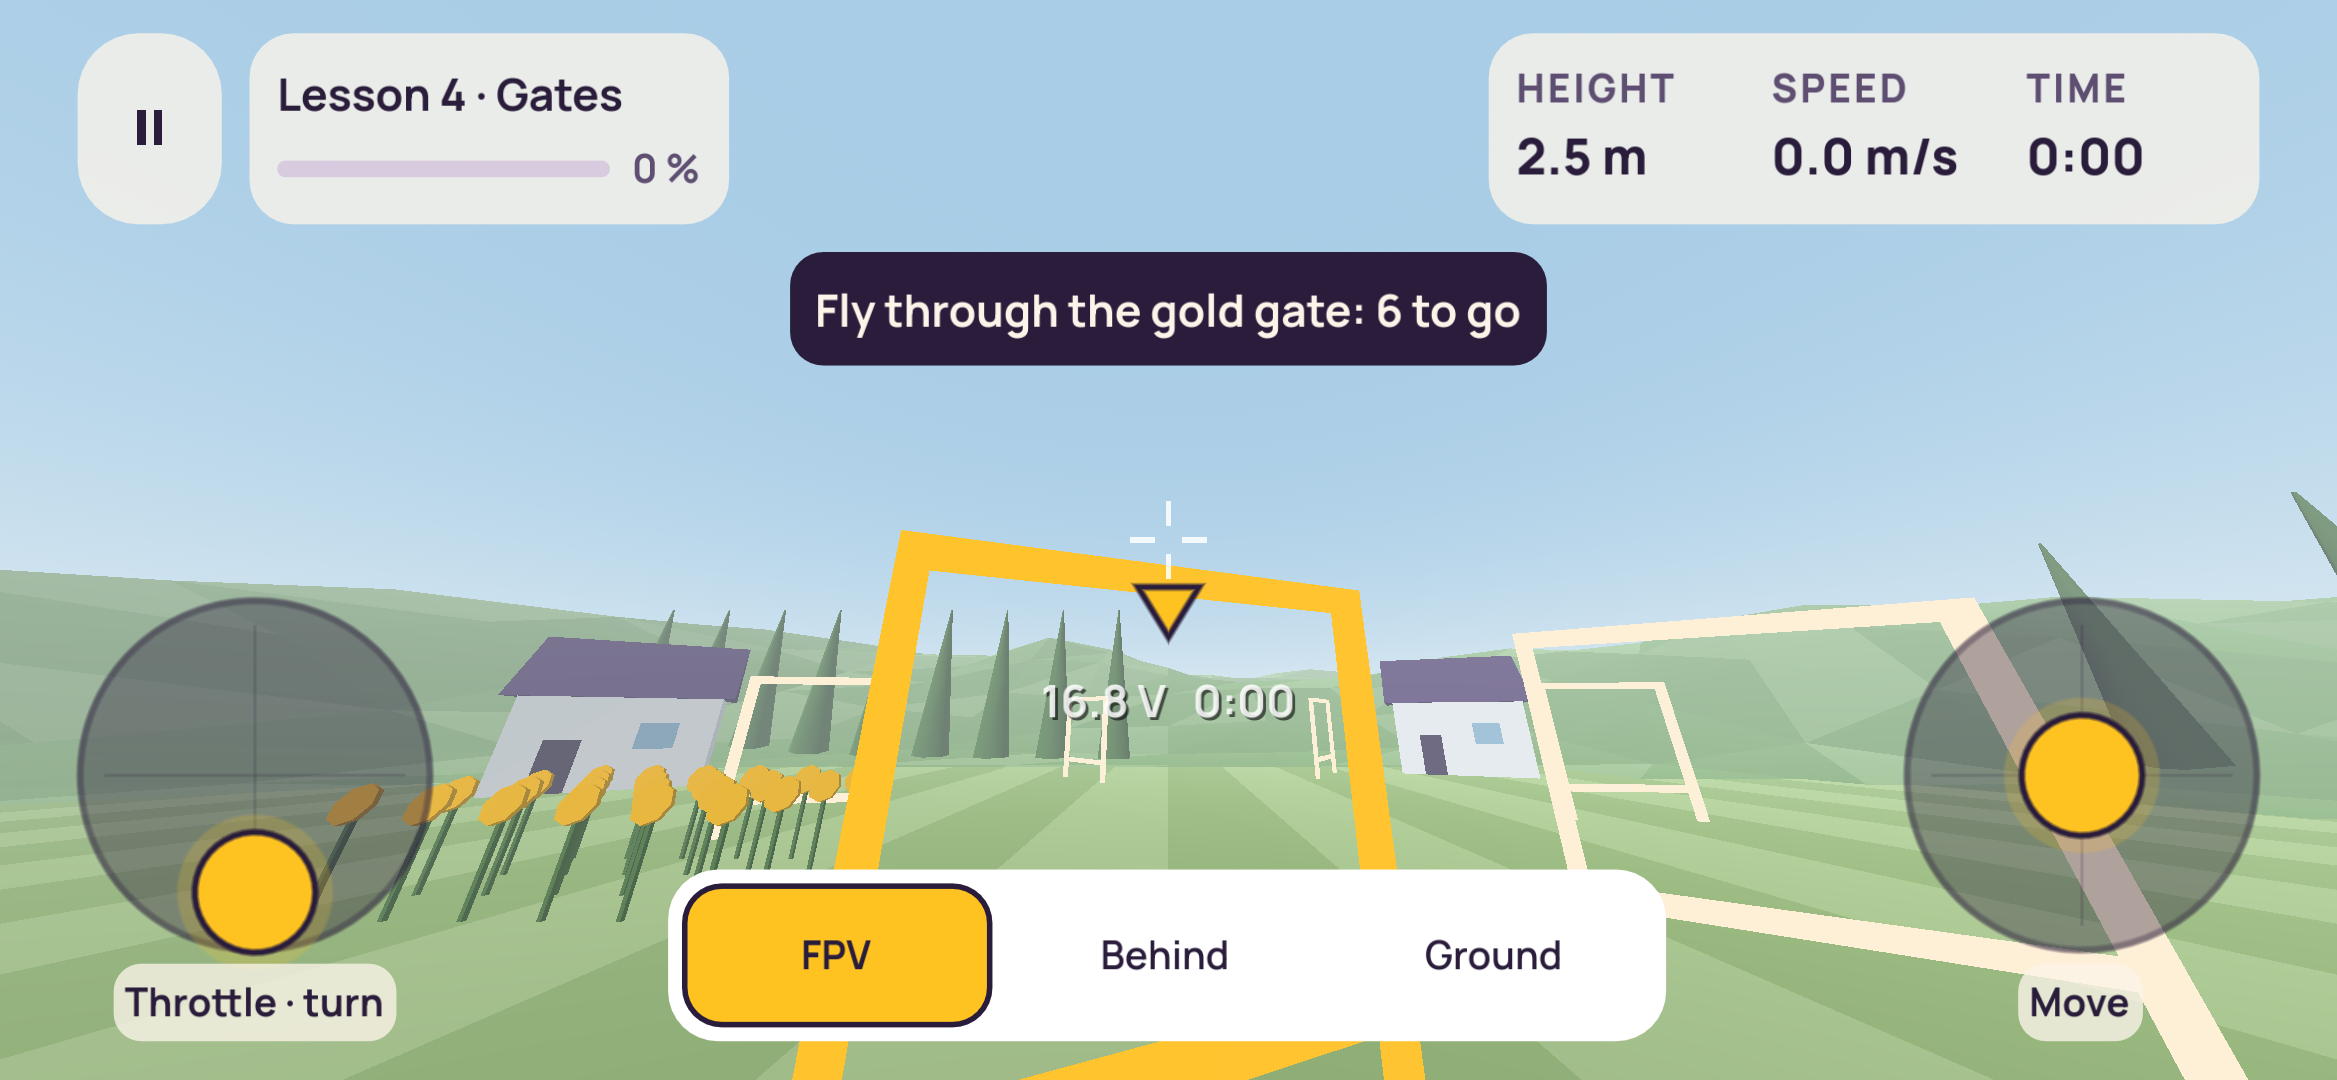 Lesson 4 · Gates
0 %
HEIGHT SPEED TIME
2.5 m 0.0 m/s 0:00
Fly through the gold gate: 6 to go
16.8 V 0:00
FPV Behind Ground
Throttle · turn
Move